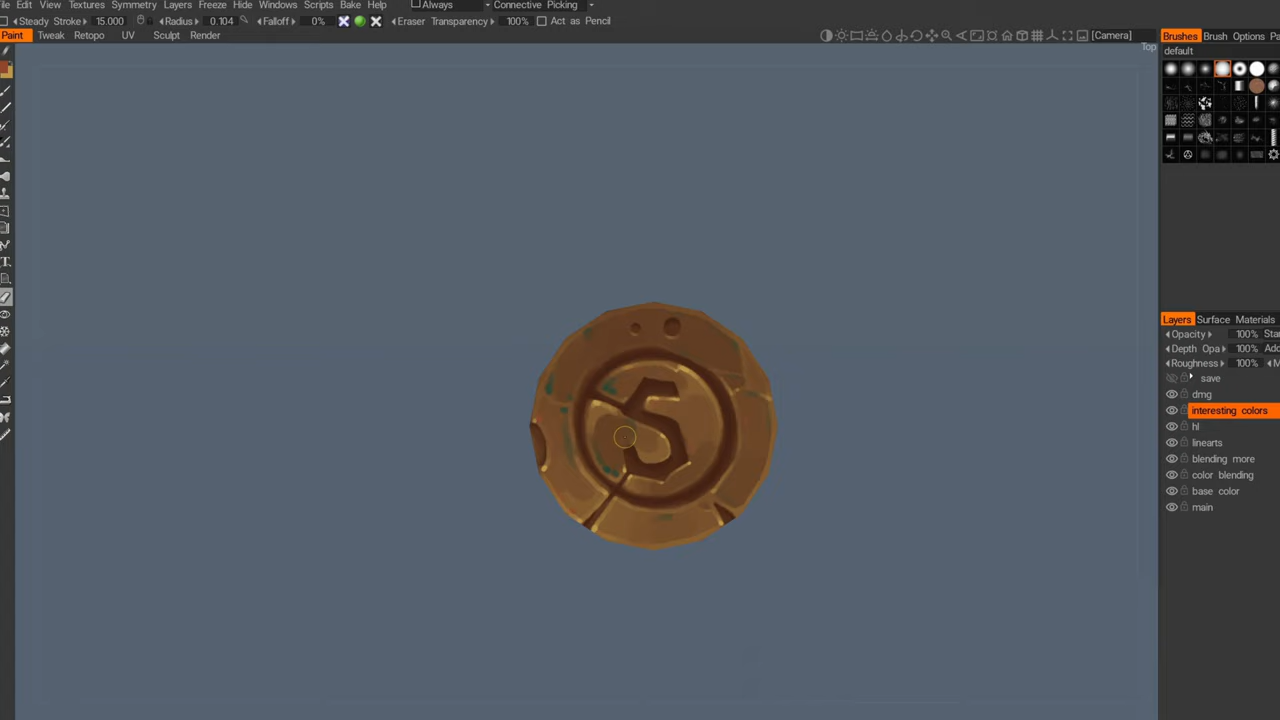 Edit View Textures Symmetry Layers Freeze Hide Windows Scripts Bake Help Always Connective Picking
Steady Stroke 15.000 Radius 0.104 Falloff 0% Eraser Transparency 100% Act as Pencil
Paint Tweak Retopo UV Sculpt Render [Camera] Brushes Brush Options
Top
default
S
Layers Surface Materials
Opacity 100%
Depth Opa 100%
Roughness 100%
save
dmg
interesting colors
hl
linearts
blending more
color blending
base color
main